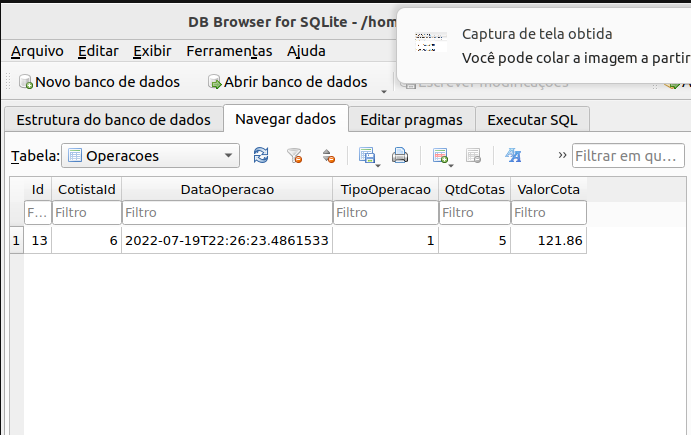 DB Browser for SQLite - /hom
Captura de tela obtida
Você pode colar a imagem a partir
Arquivo Editar Exibir Ferramentas Ajuda
Novo banco de dados Abrir banco de dados Escrever modificações
Estrutura do banco de dados Navegar dados Editar pragmas Executar SQL
Tabela: Operacoes Filtrar em qu...
Id CotistaId DataOperacao TipoOperacao QtdCotas ValorCota
F... Filtro Filtro Filtro Filtro Filtro
1 13 6 2022-07-19T22:26:23.4861533 1 5 121.86